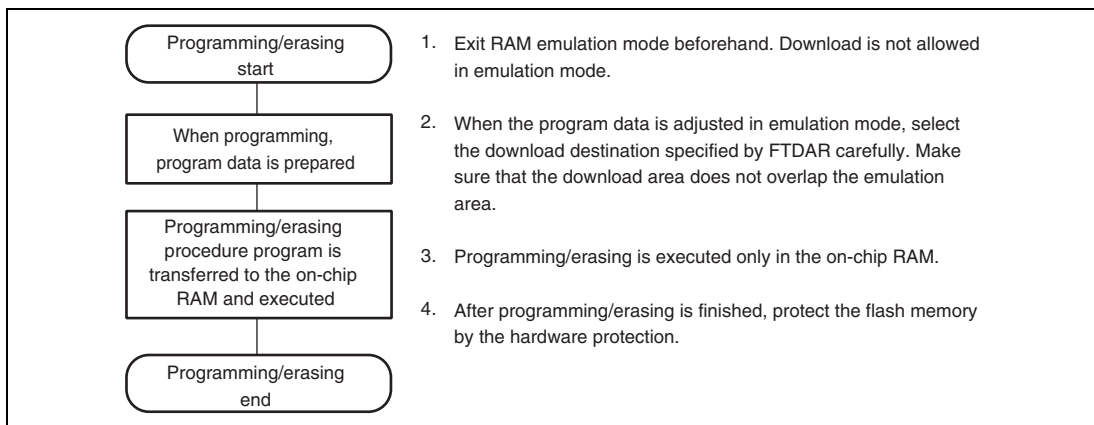 Programming/erasing
start
When programming,
program data is prepared
Programming/erasing
procedure program is
transferred to the on-chip
RAM and executed
Programming/erasing
end
1. Exit RAM emulation mode beforehand. Download is not allowed
in emulation mode.
2. When the program data is adjusted in emulation mode, select
the download destination specified by FTDAR carefully. Make
sure that the download area does not overlap the emulation
area.
3. Programming/erasing is executed only in the on-chip RAM.
4. After programming/erasing is finished, protect the flash memory
by the hardware protection.